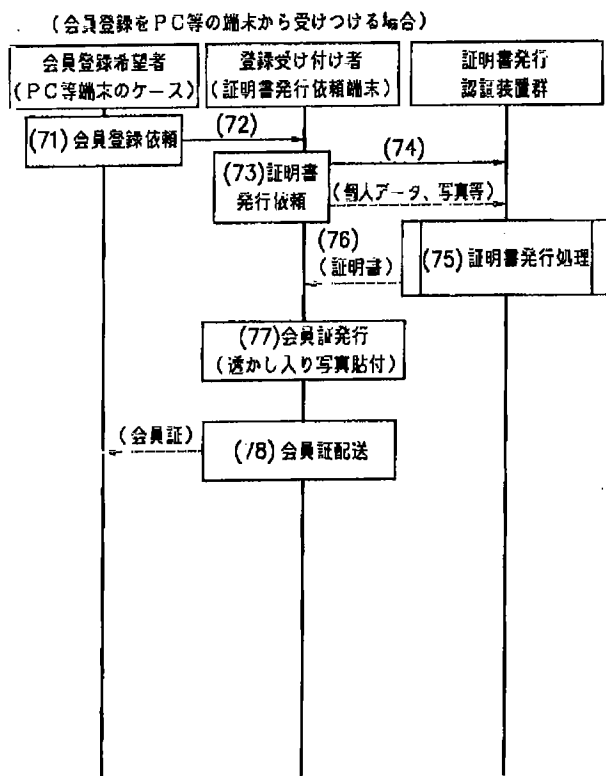 (会員登録をPC等の端末から受けつける場合)
会員登録希望者
(PC等端末のケース)
登録受け付け者
(証明書発行依頼端末)
証明書発行
認証装置群
(71)会員登録依頼
(72)
(73)証明書
発行依頼
(74)
(個人データ、写真等)
(75)証明書発行処理
(76)
(証明書)
(77)会員証発行
(透かし入り写真貼付)
(78)会員証配送
(会員証)